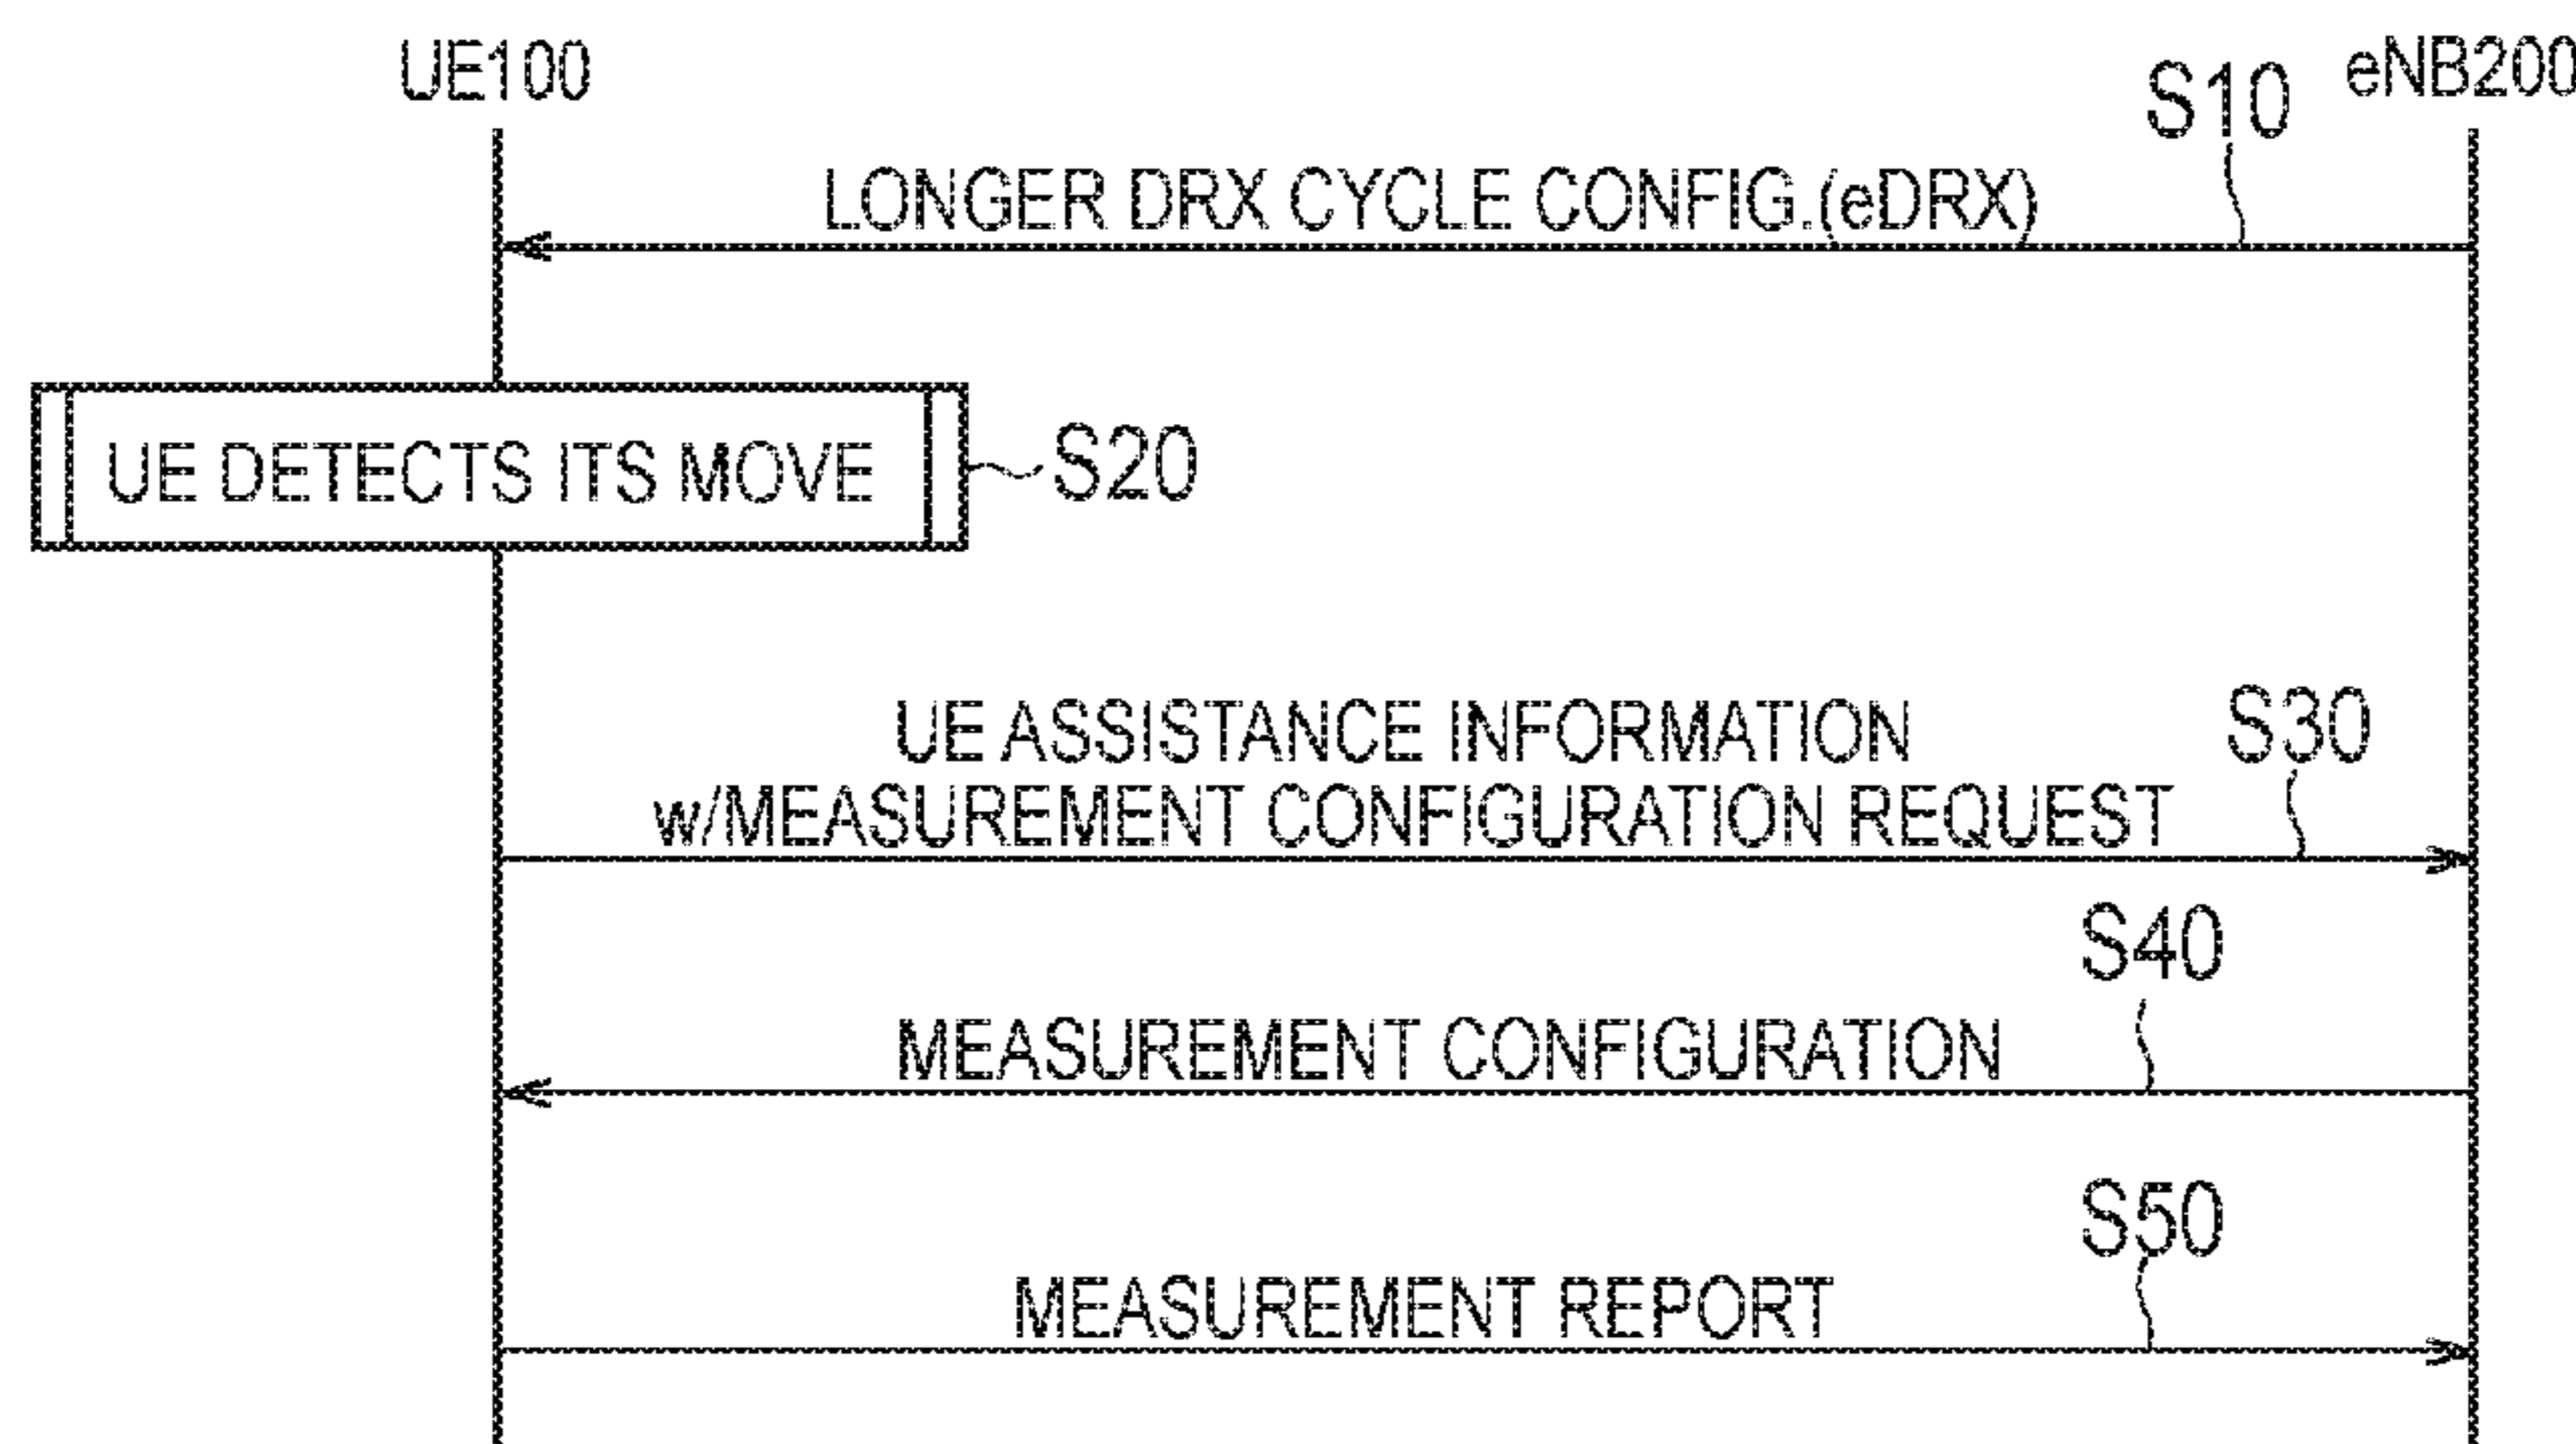 UE100
eNB200
S10
LONGER DRX CYCLE CONFIG.(eDRX)
UE DETECTS ITS MOVE
S20
UE ASSISTANCE INFORMATION
S30
w/MEASUREMENT CONFIGURATION REQUEST
S40
MEASUREMENT CONFIGURATION
S50
MEASUREMENT REPORT